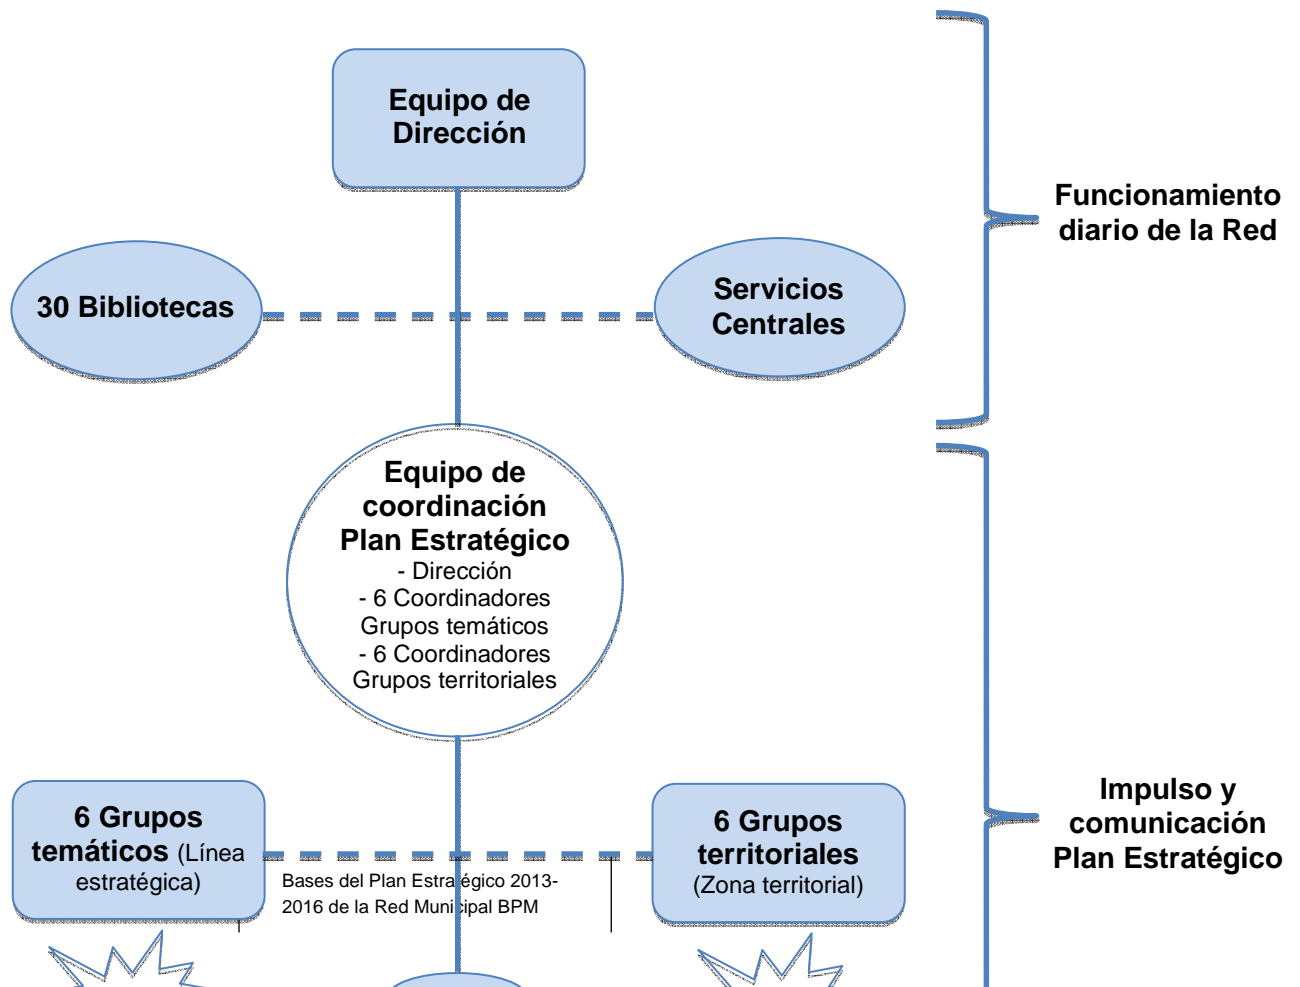 Equipo de
Dirección
Funcionamiento
diario de la Red
30 Bibliotecas
Servicios
Centrales
Equipo de
coordinación
Plan Estratégico
- Dirección
- 6 Coordinadores
Grupos temáticos
- 6 Coordinadores
Grupos territoriales
6 Grupos
temáticos (Línea
estratégica)
6 Grupos
territoriales
(Zona territorial)
Impulso y
comunicación
Plan Estratégico
Bases del Plan Estratégico 2013-
2016 de la Red Municipal BPM